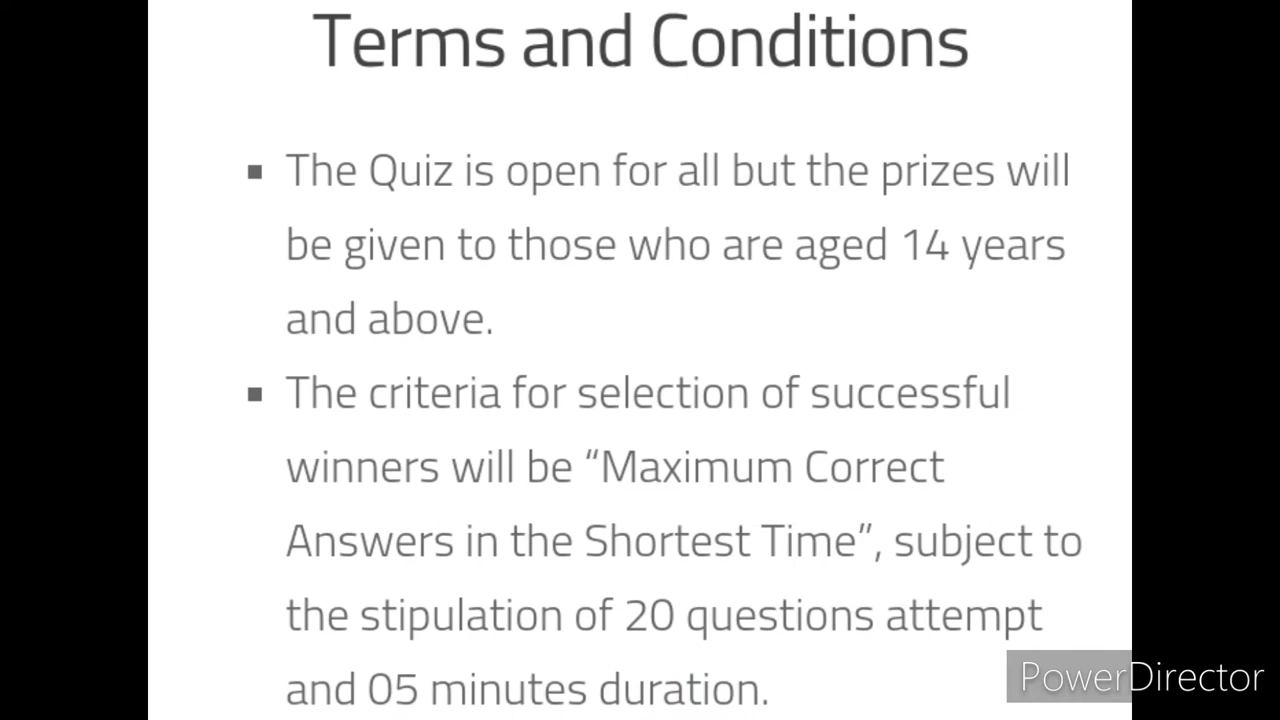 Terms and Conditions
▪ The Quiz is open for all but the prizes will
be given to those who are aged 14 years
and above.
▪ The criteria for selection of successful
winners will be “Maximum Correct
Answers in the Shortest Time”, subject to
the stipulation of 20 questions attempt
and 05 minutes duration.
PowerDirector